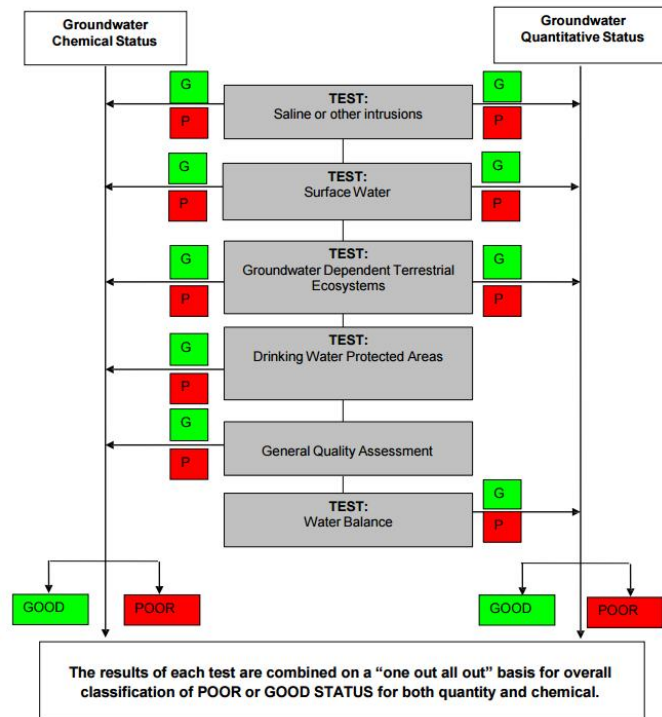 Groundwater
Chemical Status
Groundwater
Quantitative Status
G
P
TEST:
Saline or other intrusions
G
P
G
P
TEST:
Surface Water
G
P
G
P
TEST:
Groundwater Dependent Terrestrial
Ecosystems
G
P
G
P
TEST:
Drinking Water Protected Areas
G
P
General Quality Assessment
TEST:
Water Balance
G
P
GOOD
POOR
GOOD
POOR
The results of each test are combined on a “one out all out” basis for overall
classification of POOR or GOOD STATUS for both quantity and chemical.